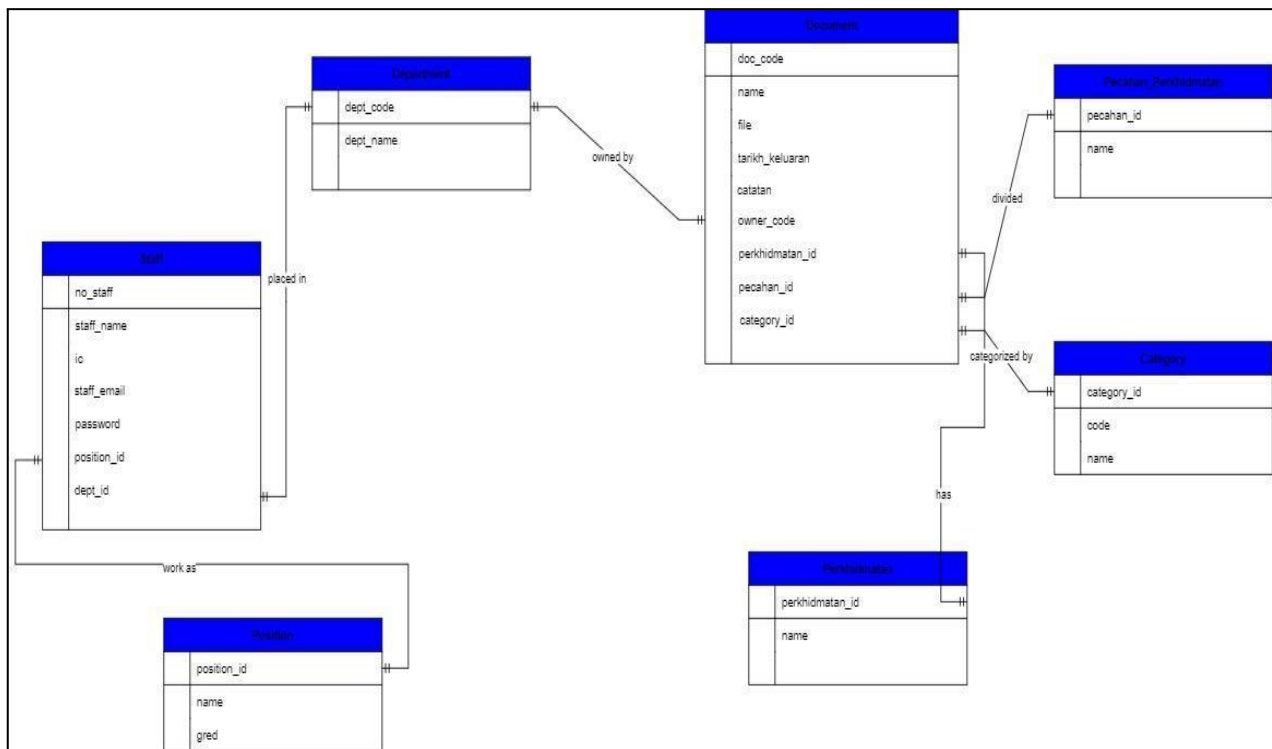 Document
doc_code
name
file
tarikh_keluaran
catatan
owner_code
perkhidmatan_id
pecahan_id
category_id
Department
dept_code
dept_name
owned by
Pecahan_Perkhidmatan
pecahan_id
name
divided
Staff
no_staff
staff_name
ic
staff_email
password
position_id
dept_id
placed in
categorized by
Category
category_id
code
name
has
Perkhidmatan
perkhidmatan_id
name
work as
Position
position_id
name
gred